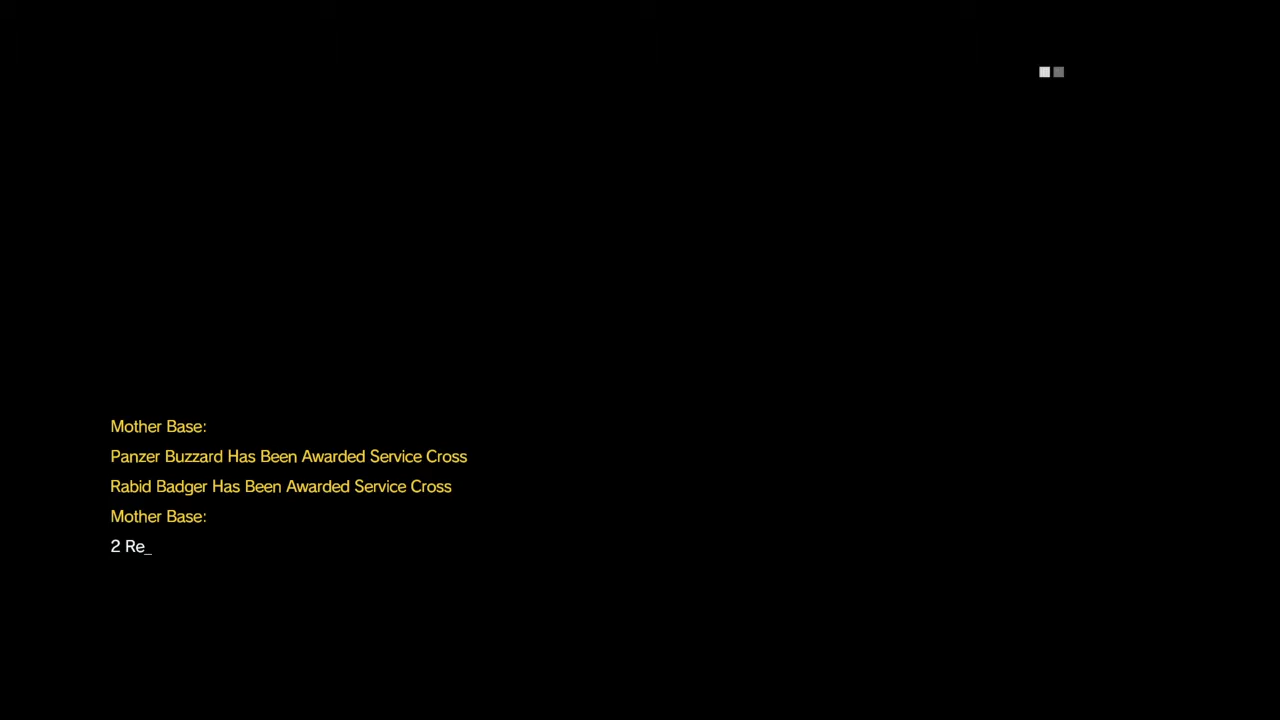 Mother Base:
Panzer Buzzard Has Been Awarded Service Cross
Rabid Badger Has Been Awarded Service Cross
Mother Base:
2 Re_